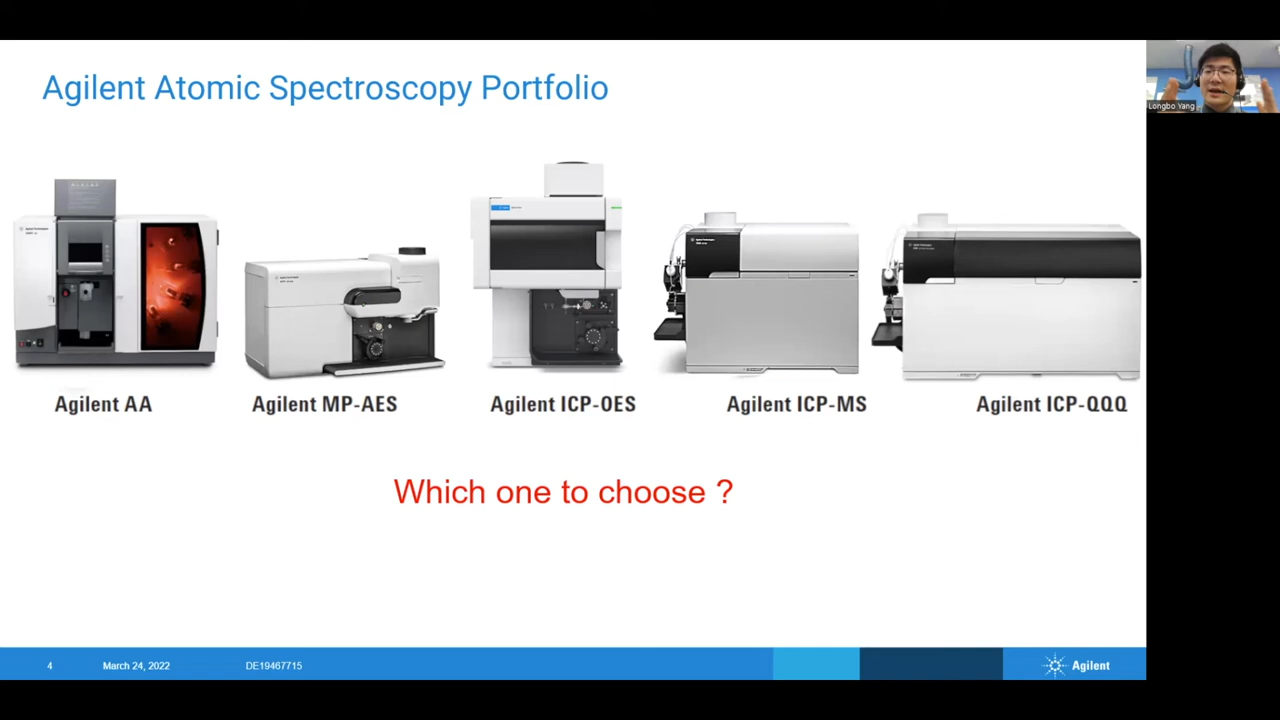 Agilent Atomic Spectroscopy Portfolio
Longbo Yang
Agilent AA
Agilent MP-AES
Agilent ICP-OES
Agilent ICP-MS
Agilent ICP-QQQ
Which one to choose ?
4
March 24, 2022
DE19467715
Agilent